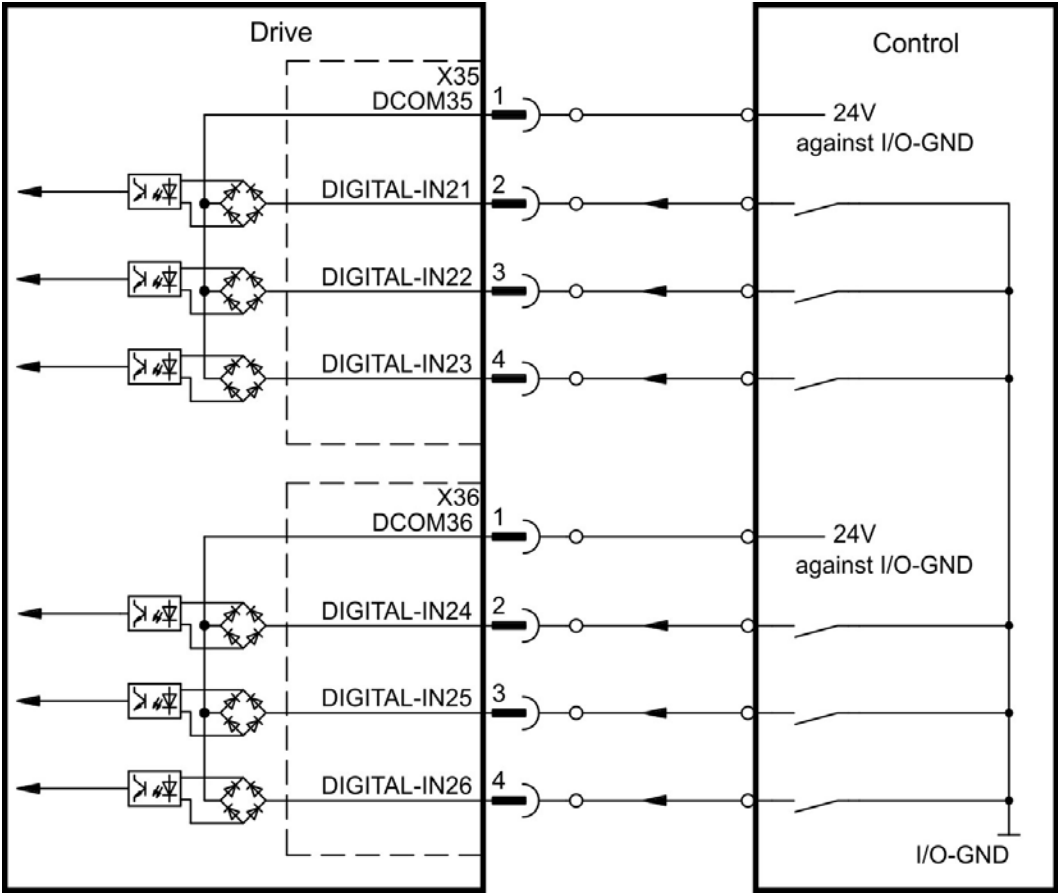 Drive
Control
X35
DCOM35
1
24V
against I/O-GND
DIGITAL-IN21
2
DIGITAL-IN22
3
DIGITAL-IN23
4
X36
DCOM36
1
24V
against I/O-GND
DIGITAL-IN24
2
DIGITAL-IN25
3
DIGITAL-IN26
4
I/O-GND